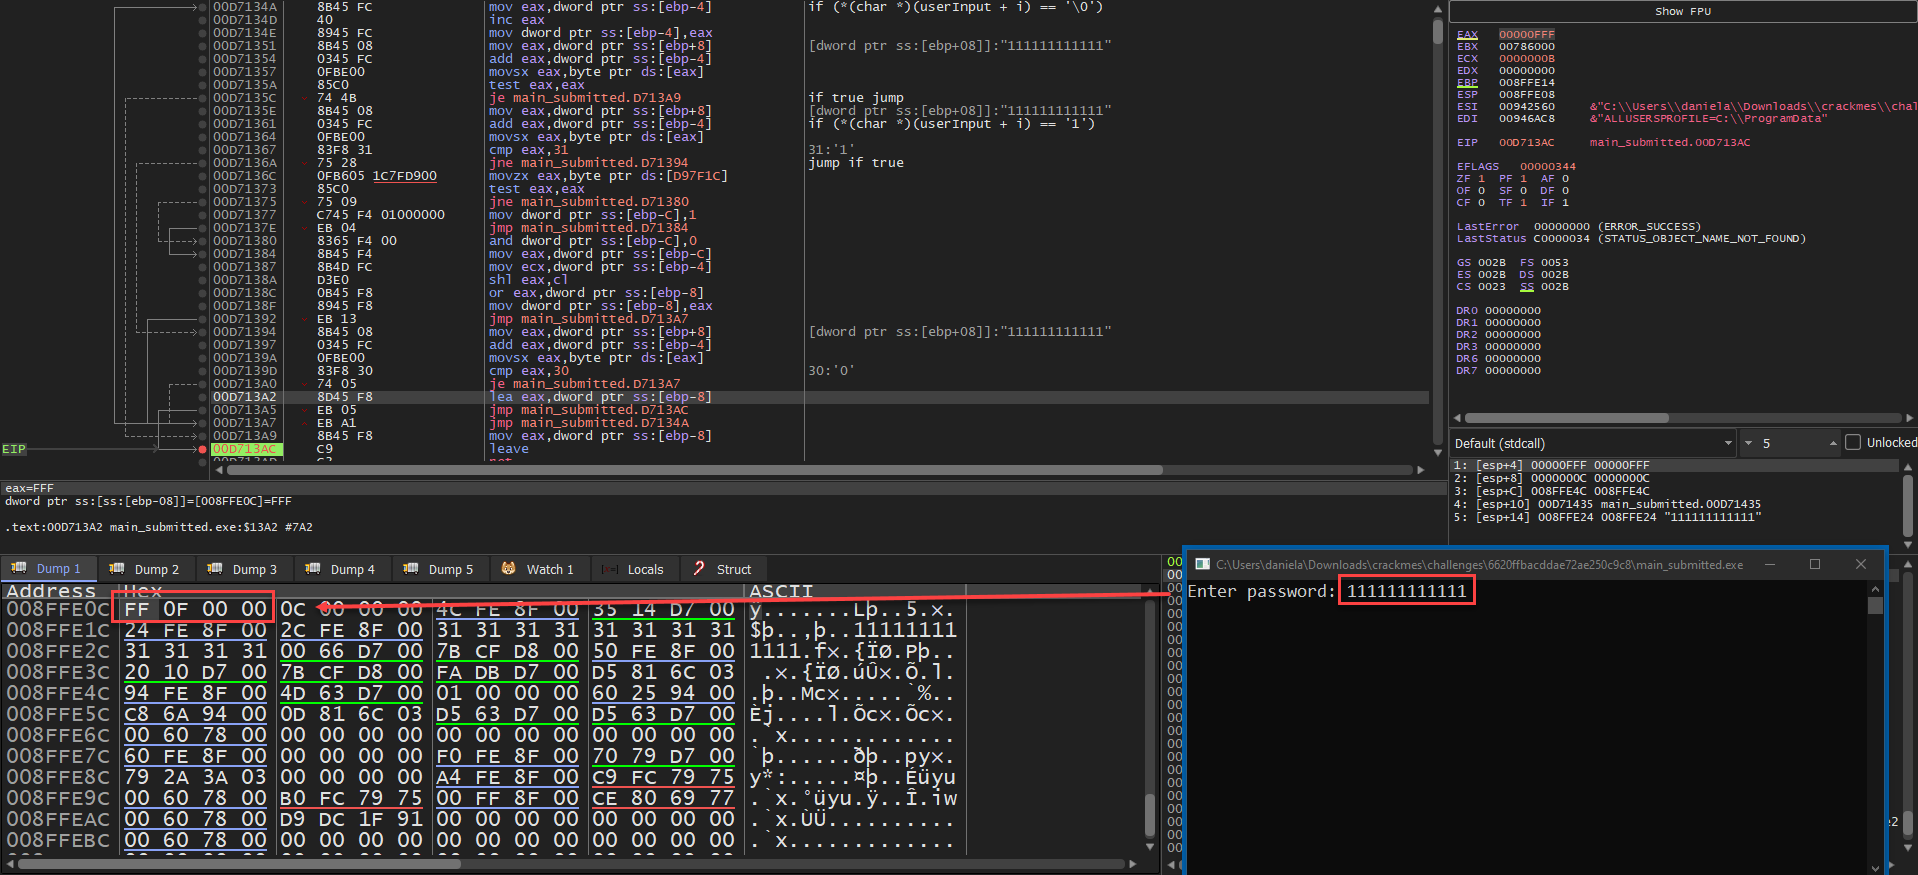 00D7134A 8B45 FC mov eax,dword ptr ss:[ebp-4] if (*(char *)(userInput + i) == '\0')
00D7134D 40 inc eax
00D7134E 8945 FC mov dword ptr ss:[ebp-4],eax
00D71351 8B45 08 mov eax,dword ptr ss:[ebp+8] [dword ptr ss:[ebp+08]]:"111111111111"
00D71354 0345 FC add eax,dword ptr ss:[ebp-4]
00D71357 0FBE00 movsx eax,byte ptr ds:[eax]
00D7135A 85C0 test eax,eax
00D7135C 74 4B je main_submitted.D713A9 if true jump
00D7135E 8B45 08 mov eax,dword ptr ss:[ebp+8] [dword ptr ss:[ebp+08]]:"111111111111"
00D71361 0345 FC add eax,dword ptr ss:[ebp-4] if (*(char *)(userInput + i) == '1')
00D71364 0FBE00 movsx eax,byte ptr ds:[eax]
00D71367 83F8 31 cmp eax,31 31:'1'
00D7136A 75 28 jne main_submitted.D71394 jump if true
00D7136C 0FB605 1C7FD900 movzx eax,byte ptr ds:[D97F1C]
00D71373 85C0 test eax,eax
00D71375 75 09 jne main_submitted.D71380
00D71377 C745 F4 01000000 mov dword ptr ss:[ebp-C],1
00D7137E EB 04 jmp main_submitted.D71384
00D71380 8365 F4 00 and dword ptr ss:[ebp-C],0
00D71384 8B45 F4 mov eax,dword ptr ss:[ebp-C]
00D71387 8B4D FC mov ecx,dword ptr ss:[ebp-4]
00D7138A D3E0 shl eax,cl
00D7138C 0B45 F8 or eax,dword ptr ss:[ebp-8]
00D7138F 8945 F8 mov dword ptr ss:[ebp-8],eax
00D71392 EB 13 jmp main_submitted.D713A7
00D71394 8B45 08 mov eax,dword ptr ss:[ebp+8] [dword ptr ss:[ebp+08]]:"111111111111"
00D71397 0345 FC add eax,dword ptr ss:[ebp-4]
00D7139A 0FBE00 movsx eax,byte ptr ds:[eax]
00D7139D 83F8 30 cmp eax,30 30:'0'
00D713A0 74 05 je main_submitted.D713A7
00D713A2 8D45 F8 lea eax,dword ptr ss:[ebp-8]
00D713A5 EB 05 jmp main_submitted.D713AC
00D713A7 EB A1 jmp main_submitted.D7134A
00D713A9 8B45 F8 mov eax,dword ptr ss:[ebp-8]
EIP 00D713AC C9 leave
eax=FFF
dword ptr ss:[ss:[ebp-08]]=[008FFE0C]=FFF
.text:00D713A2 main_submitted.exe:$13A2 #7A2
Show FPU
EAX 00000FFF
EBX 00786000
ECX 0000000B
EDX 00000000
EBP 008FFE14
ESP 008FFE08
ESI 00942560 &"C:\\Users\\daniela\\Downloads\\crackmes\\chal
EDI 00946AC8 &"ALLUSERSPROFILE=C:\\ProgramData"
EIP 00D713AC main_submitted.00D713AC
EFLAGS 00000344
ZF 1 PF 1 AF 0
OF 0 SF 0 DF 0
CF 0 TF 1 IF 1
LastError 00000000 (ERROR_SUCCESS)
LastStatus C0000034 (STATUS_OBJECT_NAME_NOT_FOUND)
GS 002B FS 0053
ES 002B DS 002B
CS 0023 SS 002B
DR0 00000000
DR1 00000000
DR2 00000000
DR3 00000000
DR6 00000000
DR7 00000000
Default (stdcall) 5 Unlocked
1: [esp+4] 00000FFF 00000FFF
2: [esp+8] 0000000C 0000000C
3: [esp+C] 008FFE4C 008FFE4C
4: [esp+10] 00D71435 main_submitted.00D71435
5: [esp+14] 008FFE24 008FFE24 "111111111111"
Dump 1 Dump 2 Dump 3 Dump 4 Dump 5 Watch 1 Locals Struct
Address Hex ASCII
008FFE0C FF 0F 00 00 0C 00 00 00 4C FE 8F 00 35 14 D7 00 ÿ.......Lþ..5.×.
008FFE1C 24 FE 8F 00 2C FE 8F 00 31 31 31 31 31 31 31 31 $þ..,þ..11111111
008FFE2C 31 31 31 31 00 66 D7 00 7B CF D8 00 50 FE 8F 00 1111.f×.{ÏØ.Pþ..
008FFE3C 20 10 D7 00 7B CF D8 00 FA DB D7 00 D5 81 6C 03 .×.{ÏØ.úÛ×.Õ.l.
008FFE4C 94 FE 8F 00 4D 63 D7 00 01 00 00 00 60 25 94 00 .þ..Mc×.....`%..
008FFE5C C8 6A 94 00 0D 81 6C 03 D5 63 D7 00 D5 63 D7 00 Èj....l.Õc×.Õc×.
008FFE6C 00 60 78 00 00 00 00 00 00 00 00 00 00 00 00 00 .`x.............
008FFE7C 60 FE 8F 00 00 00 00 00 F0 FE 8F 00 70 79 D7 00 `þ......ðþ..py×.
008FFE8C 79 2A 3A 03 00 00 00 00 A4 FE 8F 00 C9 FC 79 75 y*:.....¤þ..Éüyu
008FFE9C 00 60 78 00 B0 FC 79 75 00 FF 8F 00 CE 80 69 77 .`x.°üyu.ÿ..Î.iw
008FFEAC 00 60 78 00 D9 DC 1F 91 00 00 00 00 00 00 00 00 .`x.ÙÜ..........
008FFEBC 00 60 78 00 00 00 00 00 00 00 00 00 00 00 00 00 .`x.............
C:\Users\daniela\Downloads\crackmes\challenges\6620ffbacddae72ae250c9c8\main_submitted.exe
Enter password: 111111111111